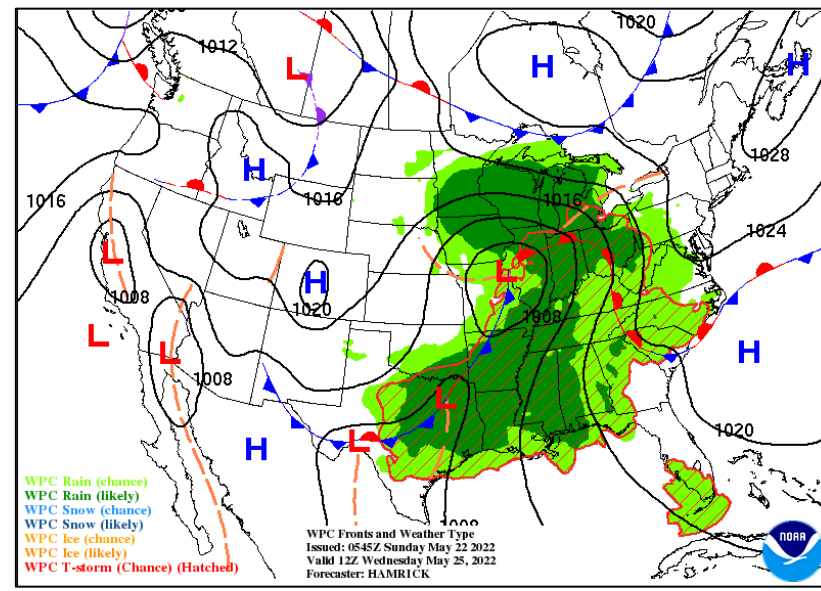 1020
1012
L
H
H
1028
H
1016
1016
1016
1024
L
L
H
1008
1020
1008
L
L
H
1008
L
1020
H
L
WPC Rain (chance)
WPC Rain (likely)
WPC Snow (chance)
WPC Snow (likely)
WPC Ice (chance)
WPC Ice (likely)
WPC T-storm (Chance) (Hatched)
1008
WPC Fronts and Weather Type
Issued: 0545Z Sunday May 22 2022
Valid 12Z Wednesday May 25, 2022
Forecaster: HAMRICK
NOAA